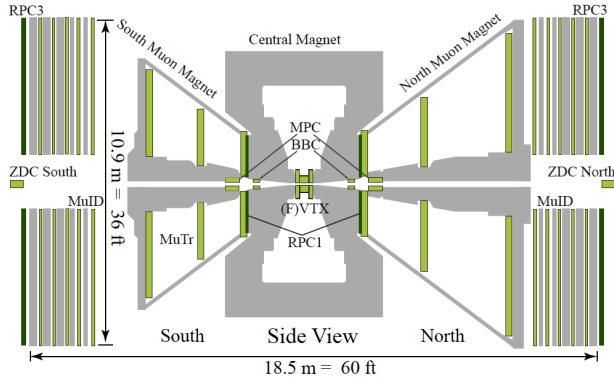 RPC3
RPC3
South Muon Magnet
Central Magnet
North Muon Magnet
MPC
BBC
10.9 m = 36 ft
ZDC South
ZDC North
MuID
MuID
(F)VTX
MuTr
RPC1
South
Side View
North
18.5 m = 60 ft